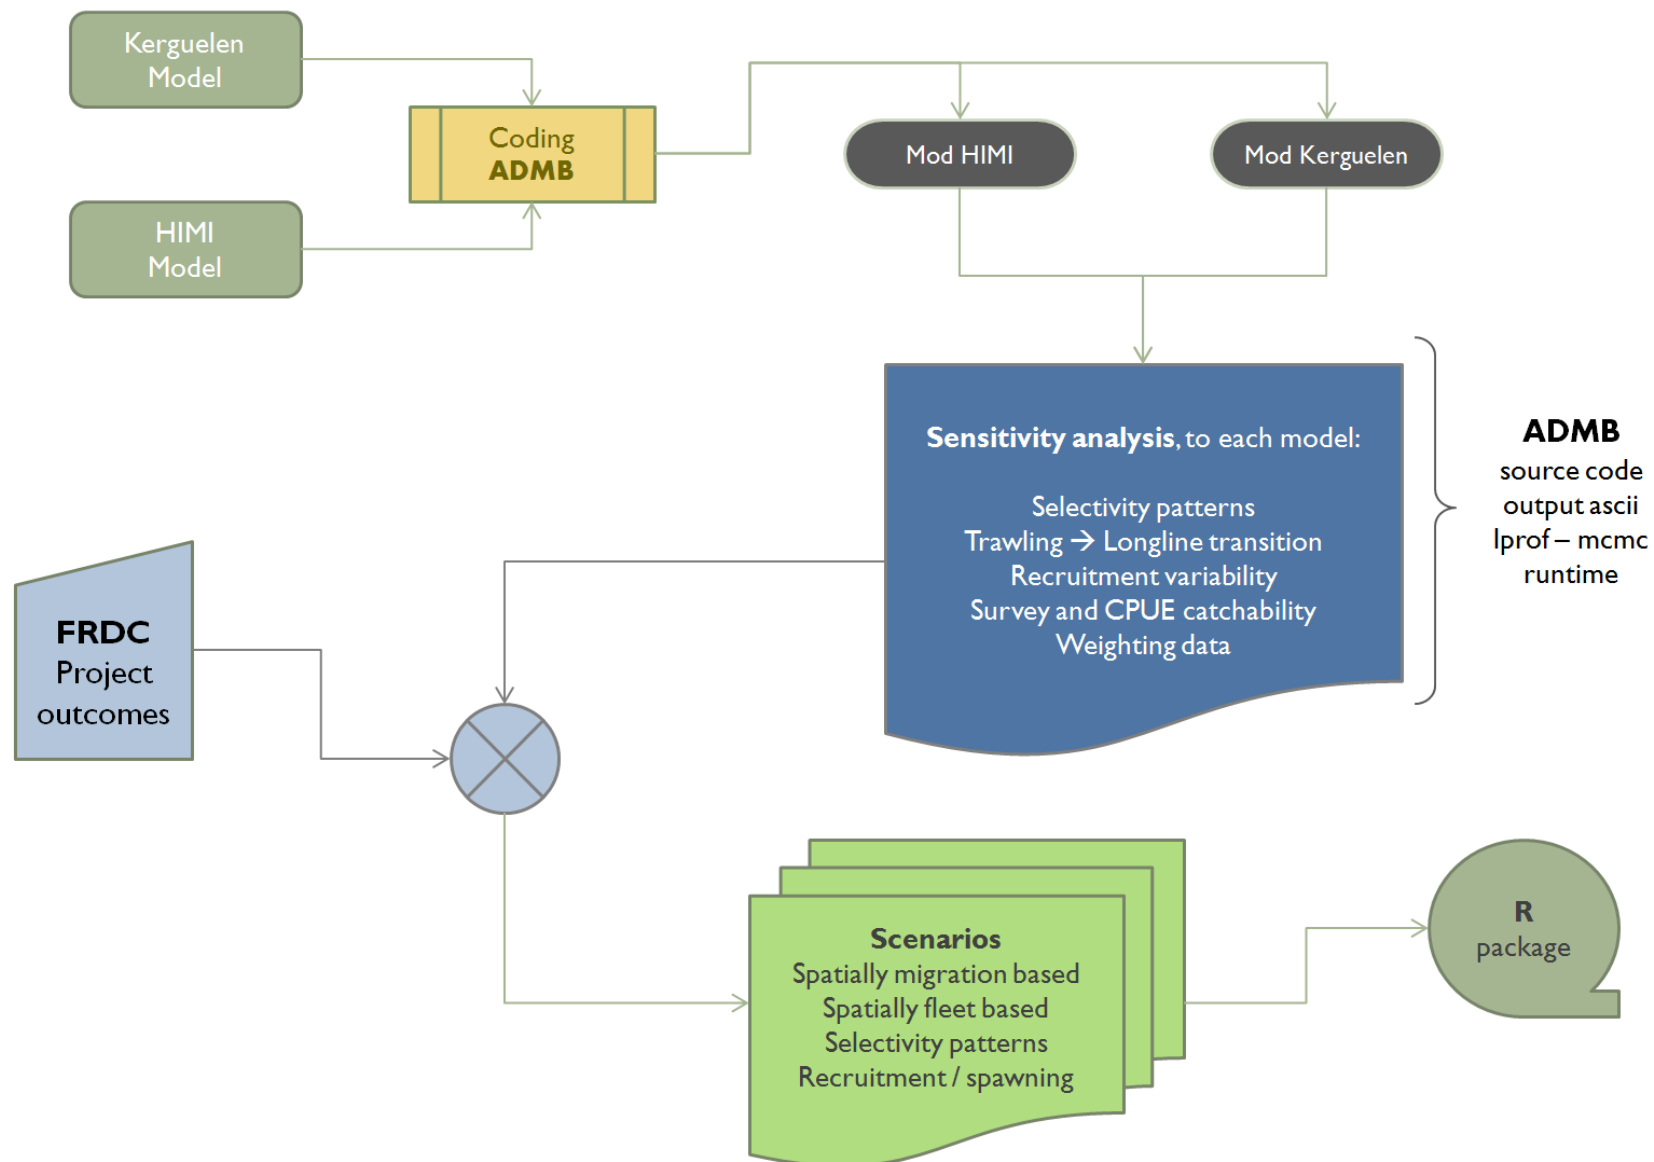 Kerguelen
Model
HIMI
Model
Coding
ADMB
Mod HIMI
Mod Kerguelen
Sensitivity analysis, to each model:
Selectivity patterns
Trawling → Longline transition
Recruitment variability
Survey and CPUE catchability
Weighting data
ADMB
source code
output ascii
lprof – mcmc
runtime
FRDC
Project
outcomes
Scenarios
Spatially migration based
Spatially fleet based
Selectivity patterns
Recruitment / spawning
R
package